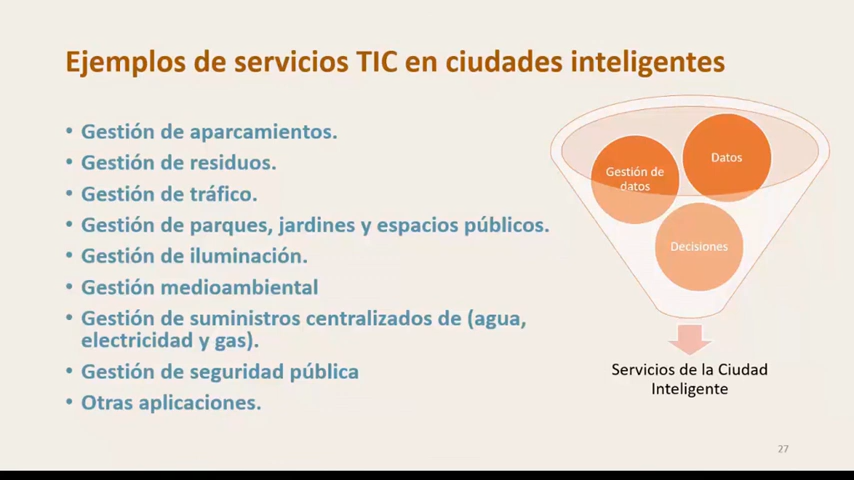 Ejemplos de servicios TIC en ciudades inteligentes
• Gestión de aparcamientos.
• Gestión de residuos.
• Gestión de tráfico.
• Gestión de parques, jardines y espacios públicos.
• Gestión de iluminación.
• Gestión medioambiental
• Gestión de suministros centralizados de (agua,
electricidad y gas).
• Gestión de seguridad pública
• Otras aplicaciones.
Gestión de
datos
Datos
Decisiones
Servicios de la Ciudad
Inteligente
27